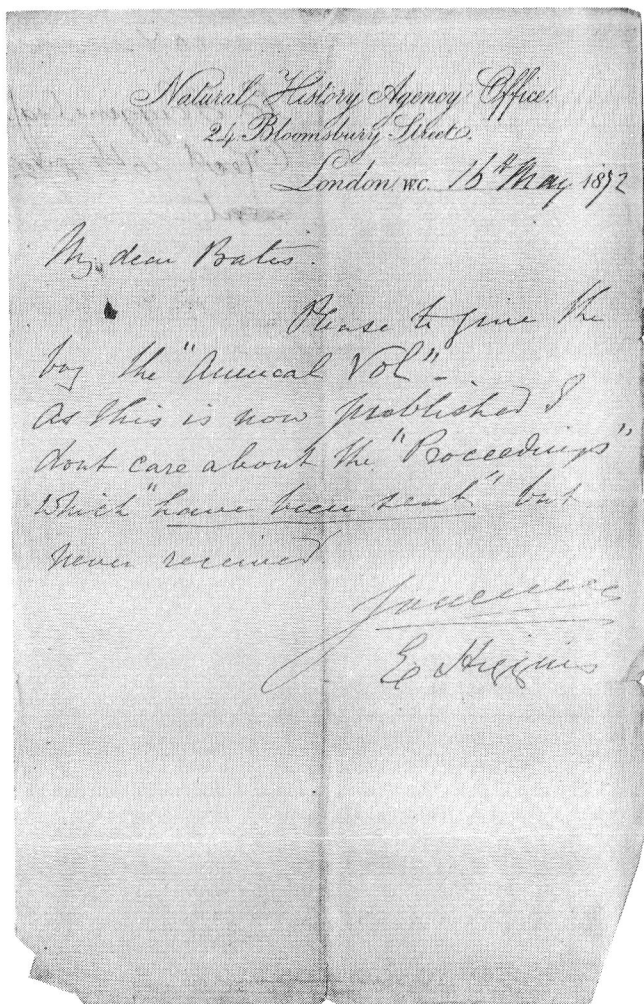 Natural History Agency Office.
24 Bloomsbury Street.
London W.C. 16th May 1872
My dear Bates
Please to give the
boy the "Annual Vol" -
As this is now published I
dont care about the "Proceedings"
which "have been sent" but
never received
E Higgins